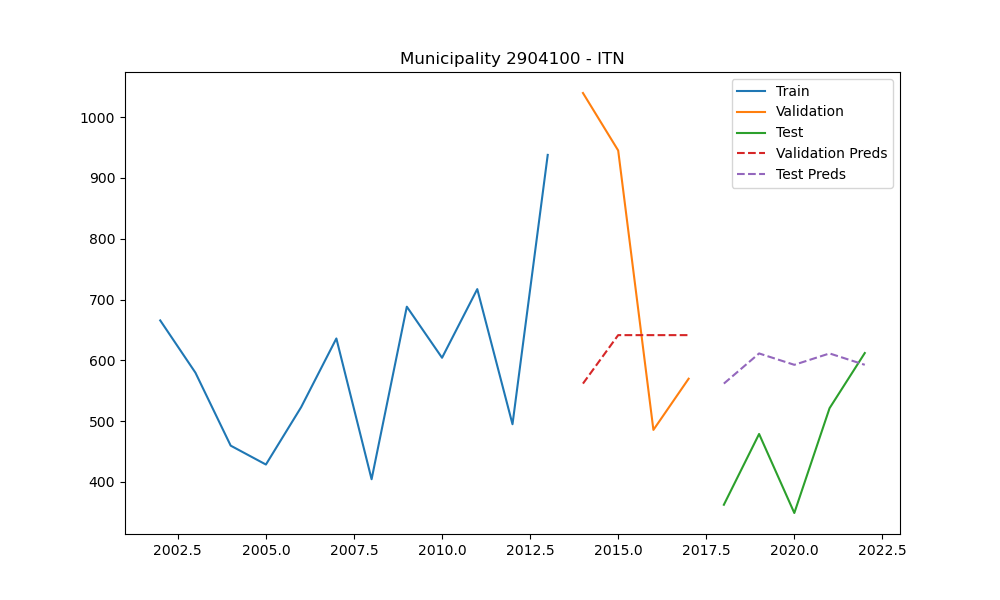 Municipality 2904100 - ITN
Train
Validation
Test
Validation Preds
Test Preds
1000
900
800
700
600
500
400
2002.5 2005.0 2007.5 2010.0 2012.5 2015.0 2017.5 2020.0 2022.5